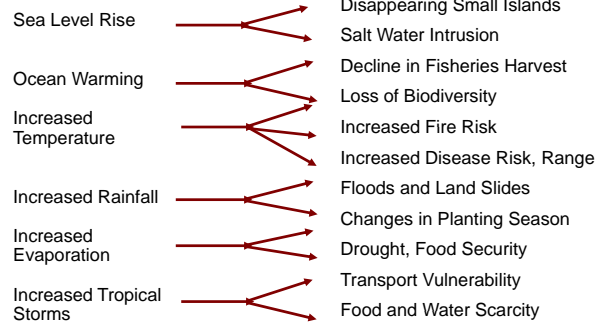 Disappearing Small Islands
Sea Level Rise
Salt Water Intrusion
Decline in Fisheries Harvest
Ocean Warming
Loss of Biodiversity
Increased
Temperature
Increased Fire Risk
Increased Disease Risk, Range
Increased Rainfall
Floods and Land Slides
Changes in Planting Season
Increased
Evaporation
Drought, Food Security
Transport Vulnerability
Increased Tropical
Storms
Food and Water Scarcity